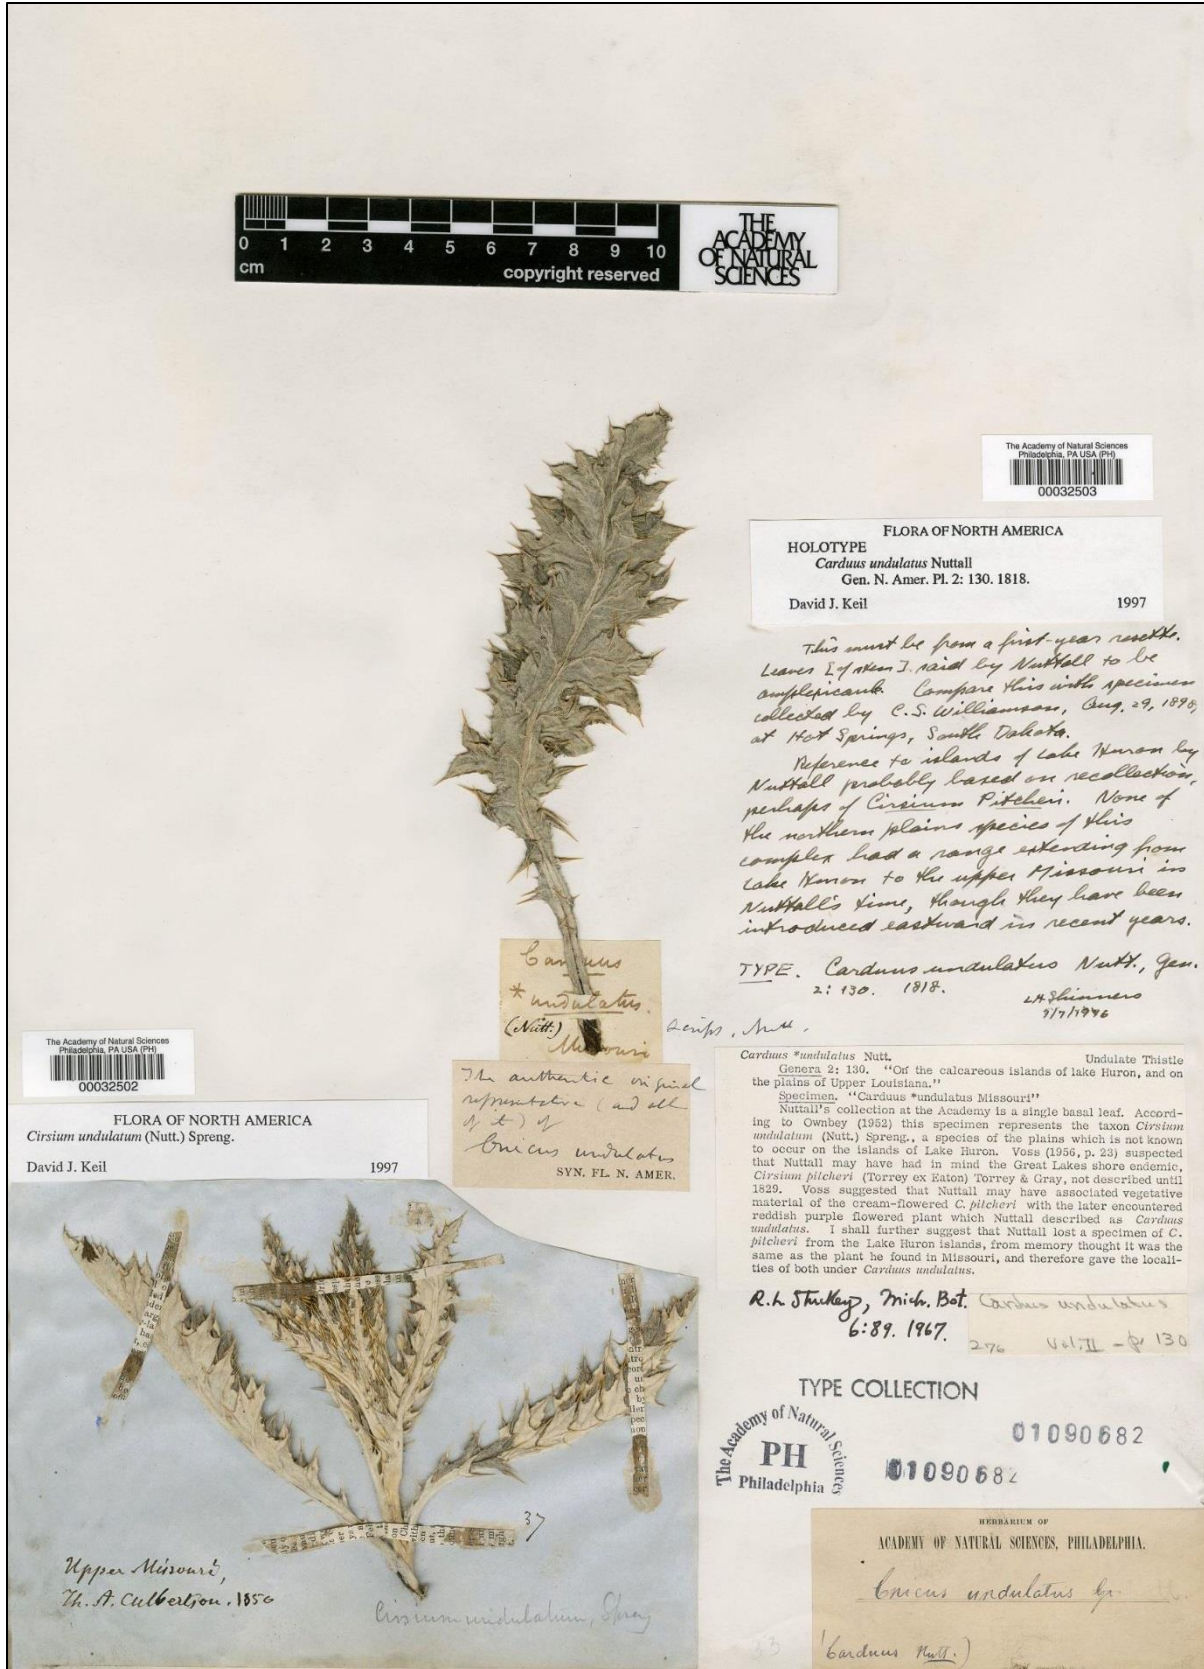 0 1 2 3 4 5 6 7 8 9 10
cm
copyright reserved
THE
ACADEMY
OF NATURAL
SCIENCES
The Academy of Natural Sciences
Philadelphia, PA USA (PH)
00032503
FLORA OF NORTH AMERICA
HOLOTYPE
Carduus undulatus Nuttall
Gen. N. Amer. Pl. 2: 130. 1818.
David J. Keil 1997
This must be from a first-year rosette.
Leaves [of stem] said by Nuttall to be
amplexicaul. Compare this with specimen
collected by C.S. Williamson, Aug. 29, 1898,
at Hot Springs, South Dakota.
Reference to islands of Lake Huron by
Nuttall probably based on recollection,
perhaps of Cirsium Pitcheri. None of
the northern plains species of this
complex had a range extending from
Lake Huron to the upper Missouri in
Nuttall's time, though they have been
introduced eastward in recent years.
TYPE. Carduus undulatus Nutt., Gen.
2: 130. 1818.
LH Shinners
Carduus
* undulatus.
(Nutt.)
Missouri
scrips. Nutt.
The authentic original
representative (and all
of it) of
Cnicus undulatus
SYN. FL. N. AMER.
Carduus *undulatus Nutt. Undulate Thistle
Genera 2: 130. "On the calcareous islands of lake Huron, and on
the plains of Upper Louisiana."
Specimen. "Carduus *undulatus Missouri"
Nuttall's collection at the Academy is a single basal leaf. Accord-
ing to Ownbey (1952) this specimen represents the taxon Cirsium
undulatum (Nutt.) Spreng., a species of the plains which is not known
to occur on the islands of Lake Huron. Voss (1956, p. 23) suspected
that Nuttall may have had in mind the Great Lakes shore endemic,
Cirsium pitcheri (Torrey ex Eaton) Torrey & Gray, not described until
1829. Voss suggested that Nuttall may have associated vegetative
material of the cream-flowered C. pitcheri with the later encountered
reddish purple flowered plant which Nuttall described as Carduus
undulatus. I shall further suggest that Nuttall lost a specimen of C.
pitcheri from the Lake Huron islands, from memory thought it was the
same as the plant he found in Missouri, and therefore gave the locali-
ties of both under Carduus undulatus.
R.L. Stuckey, Mich. Bot.
6:89. 1967.
Carduus undulatus
276 Vol. II - p 130
The Academy of Natural Sciences
Philadelphia, PA USA (PH)
00032502
FLORA OF NORTH AMERICA
Cirsium undulatum (Nutt.) Spreng.
David J. Keil 1997
37
Upper Missouri,
Th. A. Culbertson. 1850
Cirsium undulatum, Spreng
TYPE COLLECTION
The Academy of Natural Sciences
PH
Philadelphia
01090682
01090682
33
HERBARIUM OF
ACADEMY OF NATURAL SCIENCES, PHILADELPHIA.
Cnicus undulatus Gr.
(Carduus Nutt.)